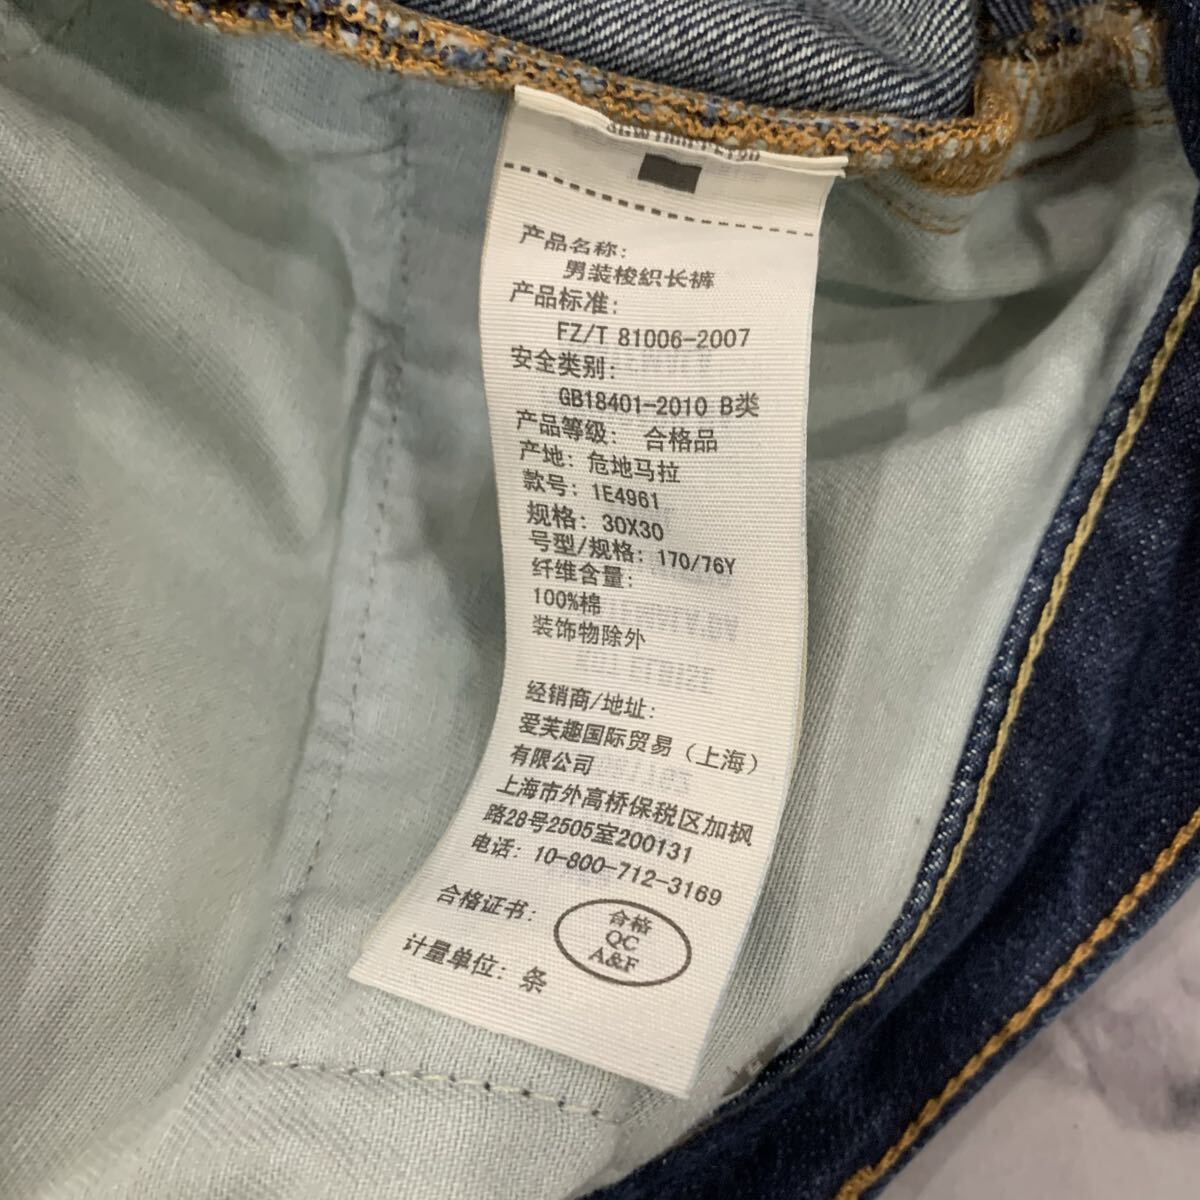 产品名称:
男装梭织长裤
产品标准:
FZ/T 81006-2007
安全类别:
GB18401-2010 B类
产品等级: 合格品
产地: 危地马拉
款号: 1E4961
规格: 30X30
号型/规格: 170/76Y
纤维含量:
100%棉
装饰物除外
经销商/地址:
爱芙趣国际贸易(上海)
有限公司
上海市外高桥保税区加枫
路28号2505室200131
电话: 10-800-712-3169
合格证书:
合格
QC
A&F
计量单位: 条